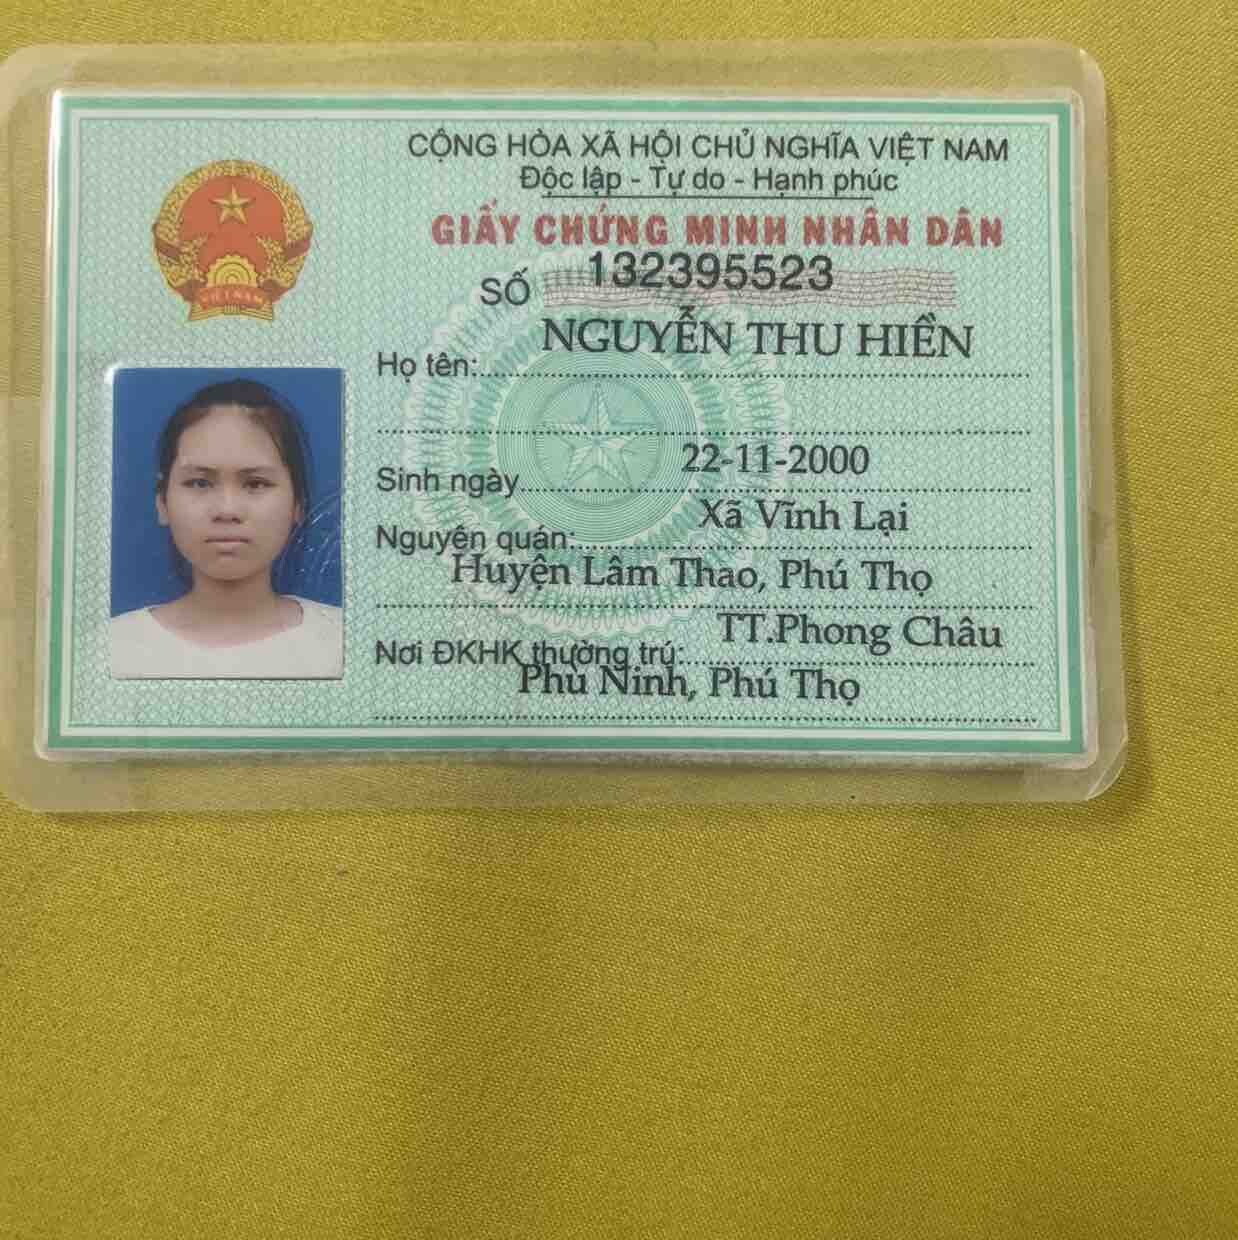 CỘNG HÒA XÃ HỘI CHỦ NGHĨA VIỆT NAM
Độc lập - Tự do - Hạnh phúc
GIẤY CHỨNG MINH NHÂN DÂN
SỐ 132395523
VIỆT NAM
Họ tên: NGUYỄN THU HIỀN
Sinh ngày 22-11-2000
Nguyên quán: Xã Vĩnh Lại
Huyện Lâm Thao, Phú Thọ
Nơi ĐKHK thường trú: TT.Phong Châu
Phù Ninh, Phú Thọ